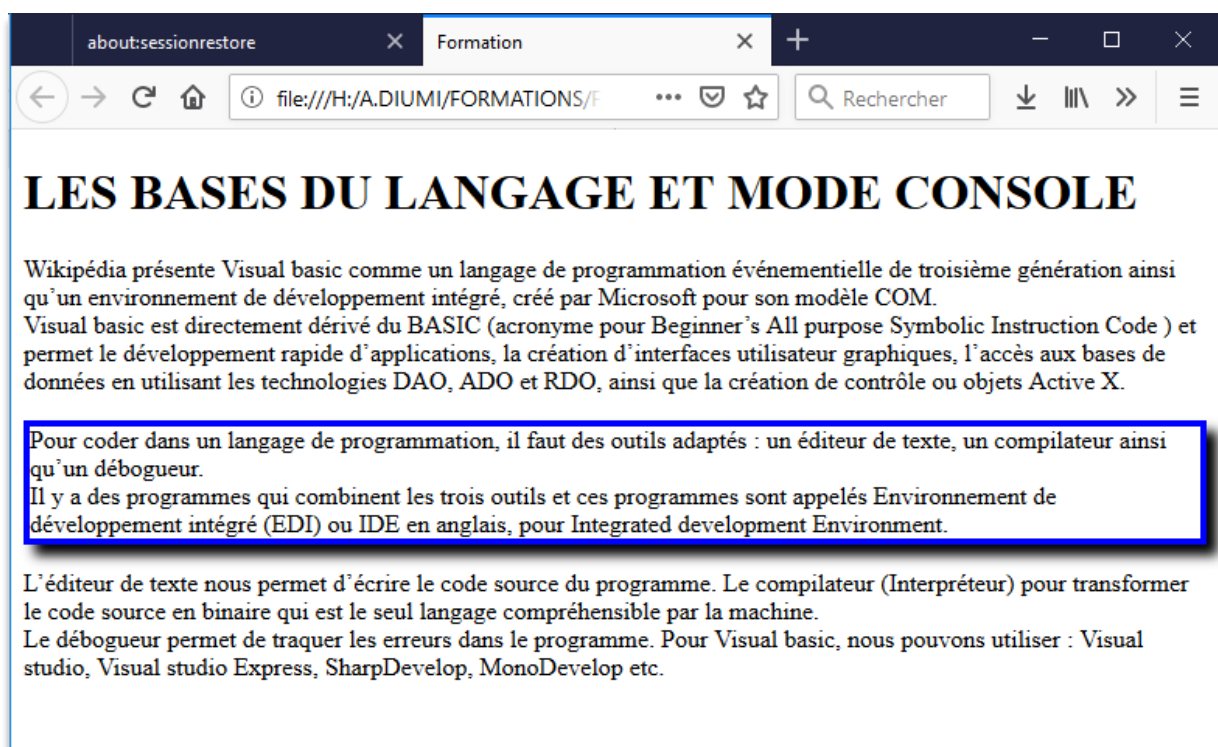 about:sessionrestore
Formation
file:///H:/A.DIUMI/FORMATIONS/F
Rechercher
LES BASES DU LANGAGE ET MODE CONSOLE
Wikipédia présente Visual basic comme un langage de programmation événementielle de troisième génération ainsi
qu’un environnement de développement intégré, créé par Microsoft pour son modèle COM.
Visual basic est directement dérivé du BASIC (acronyme pour Beginner’s All purpose Symbolic Instruction Code ) et
permet le développement rapide d’applications, la création d’interfaces utilisateur graphiques, l’accès aux bases de
données en utilisant les technologies DAO, ADO et RDO, ainsi que la création de contrôle ou objets Active X.
Pour coder dans un langage de programmation, il faut des outils adaptés : un éditeur de texte, un compilateur ainsi
qu’un débogueur.
Il y a des programmes qui combinent les trois outils et ces programmes sont appelés Environnement de
développement intégré (EDI) ou IDE en anglais, pour Integrated development Environment.
L’éditeur de texte nous permet d’écrire le code source du programme. Le compilateur (Interpréteur) pour transformer
le code source en binaire qui est le seul langage compréhensible par la machine.
Le débogueur permet de traquer les erreurs dans le programme. Pour Visual basic, nous pouvons utiliser : Visual
studio, Visual studio Express, SharpDevelop, MonoDevelop etc.